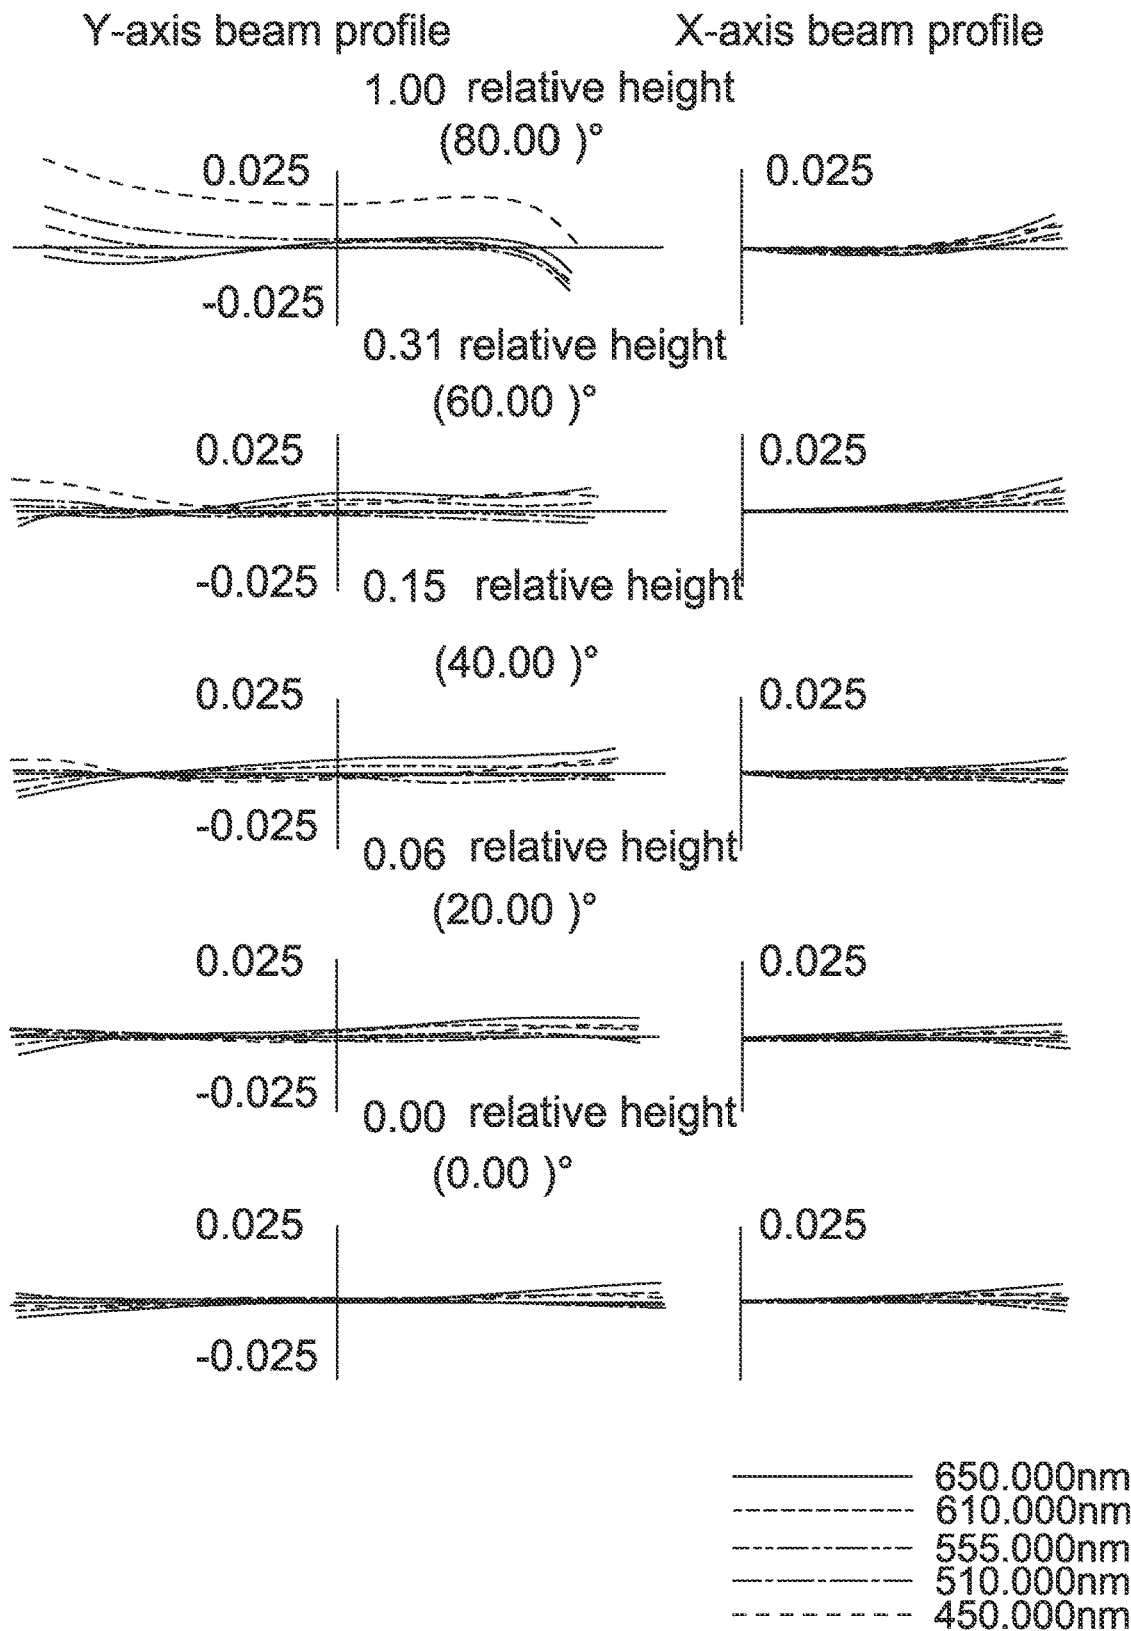 Y-axis beam profile X-axis beam profile
1.00 relative height
(80.00 )°
0.025 0.025
-0.025
0.31 relative height
(60.00 )°
0.025 0.025
-0.025
0.15 relative height
(40.00 )°
0.025 0.025
-0.025
0.06 relative height
(20.00 )°
0.025 0.025
-0.025
0.00 relative height
(0.00 )°
0.025 0.025
-0.025
650.000nm
610.000nm
555.000nm
510.000nm
450.000nm